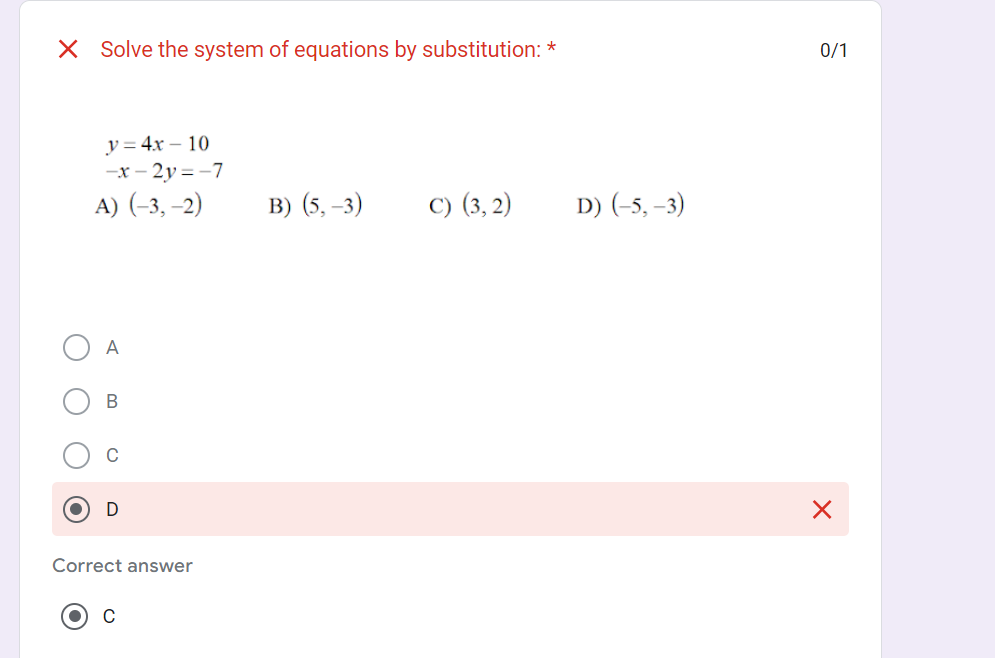 Solve the system of equations by substitution: *
0/1
y = 4x – 10
–x – 2y = –7
A) (–3, –2) B) (5, –3) C) (3, 2) D) (–5, –3)
A
B
C
D
Correct answer
C